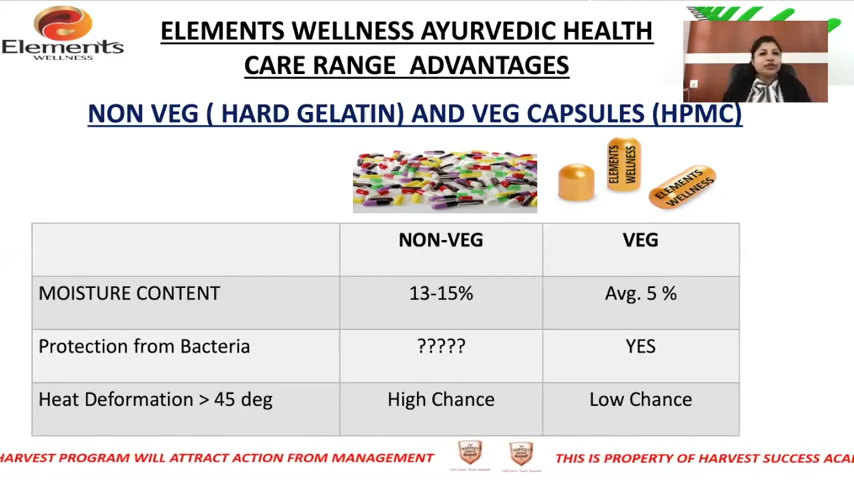 Elements
WELLNESS
ELEMENTS WELLNESS AYURVEDIC HEALTH
CARE RANGE ADVANTAGES
NON VEG ( HARD GELATIN) AND VEG CAPSULES (HPMC)
ELEMENTS
WELLNESS
ELEMENTS
WELLNESS
NON-VEG VEG
MOISTURE CONTENT 13-15% Avg. 5 %
Protection from Bacteria ????? YES
Heat Deformation > 45 deg High Chance Low Chance
HARVEST PROGRAM WILL ATTRACT ACTION FROM MANAGEMENT THIS IS PROPERTY OF HARVEST SUCCESS ACA